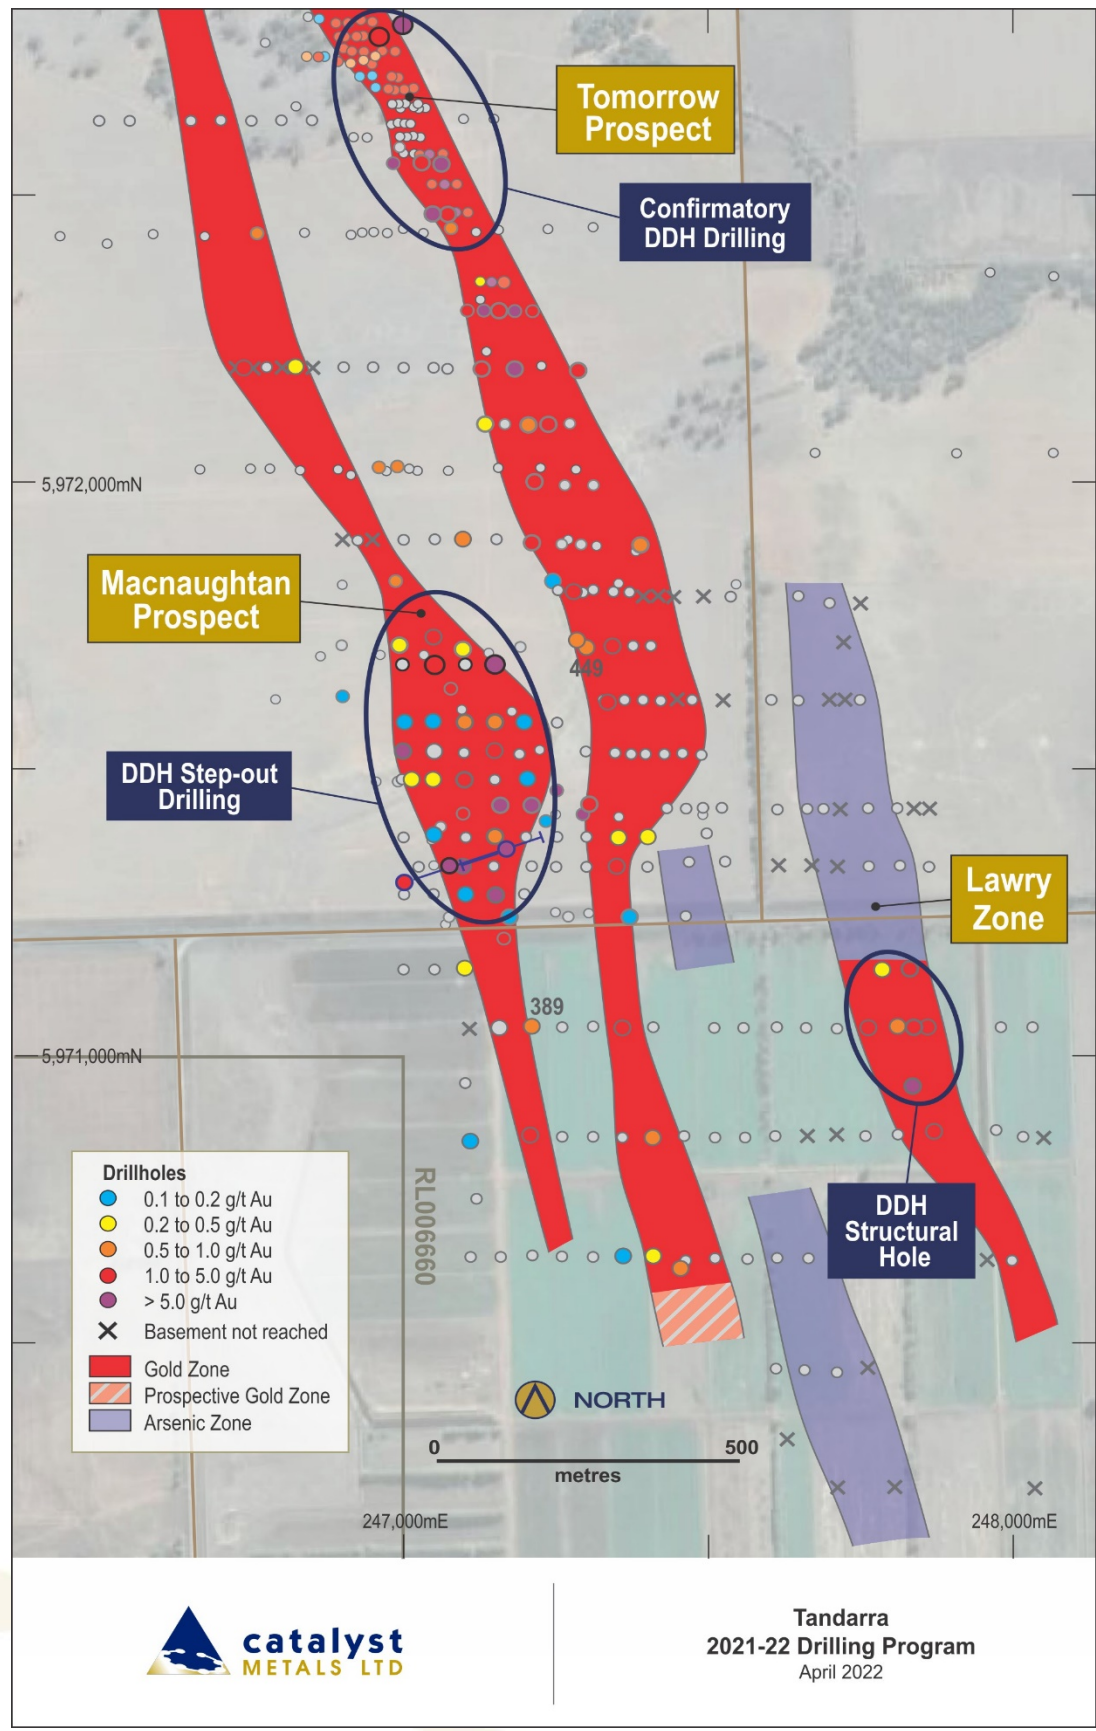 Tomorrow
Prospect
Confirmatory
DDH Drilling
5,972,000mN
Macnaughtan
Prospect
449
DDH Step-out
Drilling
Lawry
Zone
389
5,971,000mN
Drillholes
0.1 to 0.2 g/t Au
0.2 to 0.5 g/t Au
0.5 to 1.0 g/t Au
1.0 to 5.0 g/t Au
> 5.0 g/t Au
Basement not reached
Gold Zone
Prospective Gold Zone
Arsenic Zone
RL006660
DDH
Structural
Hole
NORTH
0 500
metres
247,000mE
248,000mE
catalyst
METALS LTD
Tandarra
2021-22 Drilling Program
April 2022